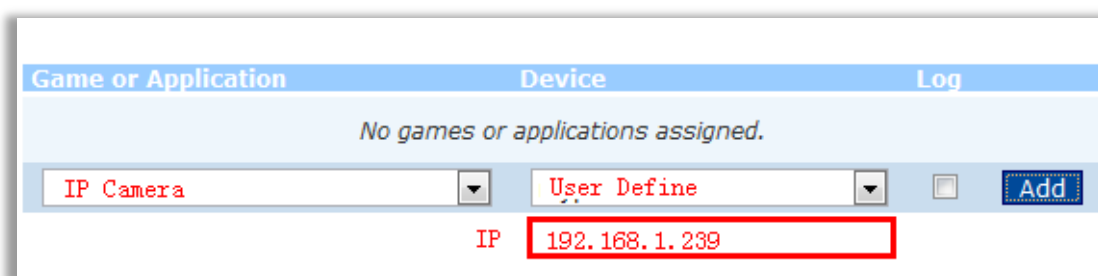 Game or Application Device Log
No games or applications assigned.
IP Camera User Define Add
IP 192.168.1.239